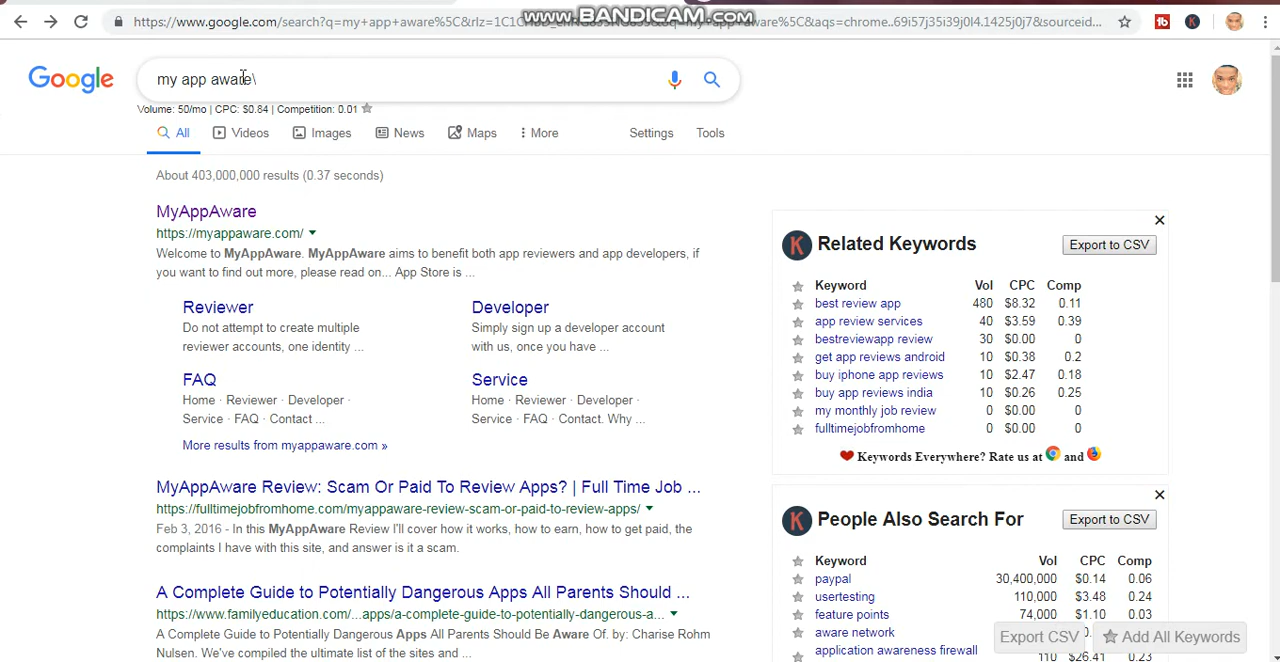 www.BANDICAM.com
https://www.google.com/search?q=my+app+aware%5C&rlz=1C1
Google
my app aware\
Volume: 50/mo | CPC: $0.84 | Competition: 0.01
All Videos Images News Maps More Settings Tools
About 403,000,000 results (0.37 seconds)
MyAppAware
https://myappaware.com/
Welcome to MyAppAware. MyAppAware aims to benefit both app reviewers and app developers, if
you want to find out more, please read on... App Store is ...
Reviewer
Do not attempt to create multiple
reviewer accounts, one identity ...
Developer
Simply sign up a developer account
with us, once you have ...
FAQ
Home · Reviewer · Developer ·
Service · FAQ · Contact ...
Service
Home · Reviewer · Developer ·
Service · FAQ · Contact. Why ...
More results from myappaware.com »
MyAppAware Review: Scam Or Paid To Review Apps? | Full Time Job ...
https://fulltimejobfromhome.com/myappaware-review-scam-or-paid-to-review-apps/
Feb 3, 2016 - In this MyAppAware Review I'll cover how it works, how to earn, how to get paid, the
complaints I have with this site, and answer is it a scam.
A Complete Guide to Potentially Dangerous Apps All Parents Should ...
https://www.familyeducation.com/...apps/a-complete-guide-to-potentially-dangerous-a...
A Complete Guide to Potentially Dangerous Apps All Parents Should Be Aware Of. by: Charise Rohm
Nulsen. We've compiled the ultimate list of the sites and ...
K Related Keywords Export to CSV
Keyword Vol CPC Comp
best review app 480 $8.32 0.11
app review services 40 $3.59 0.39
bestreviewapp review 30 $0.00 0
get app reviews android 10 $0.38 0.2
buy iphone app reviews 10 $2.47 0.18
buy app reviews india 10 $0.26 0.25
my monthly job review 0 $0.00 0
fulltimejobfromhome 0 $0.00 0
Keywords Everywhere? Rate us at and
K People Also Search For Export to CSV
Keyword Vol CPC Comp
paypal 30,400,000 $0.14 0.06
usertesting 110,000 $3.48 0.24
feature points 74,000 $1.10 0.03
aware network
application awareness firewall 110 $26.41 0.23
Export CSV Add All Keywords